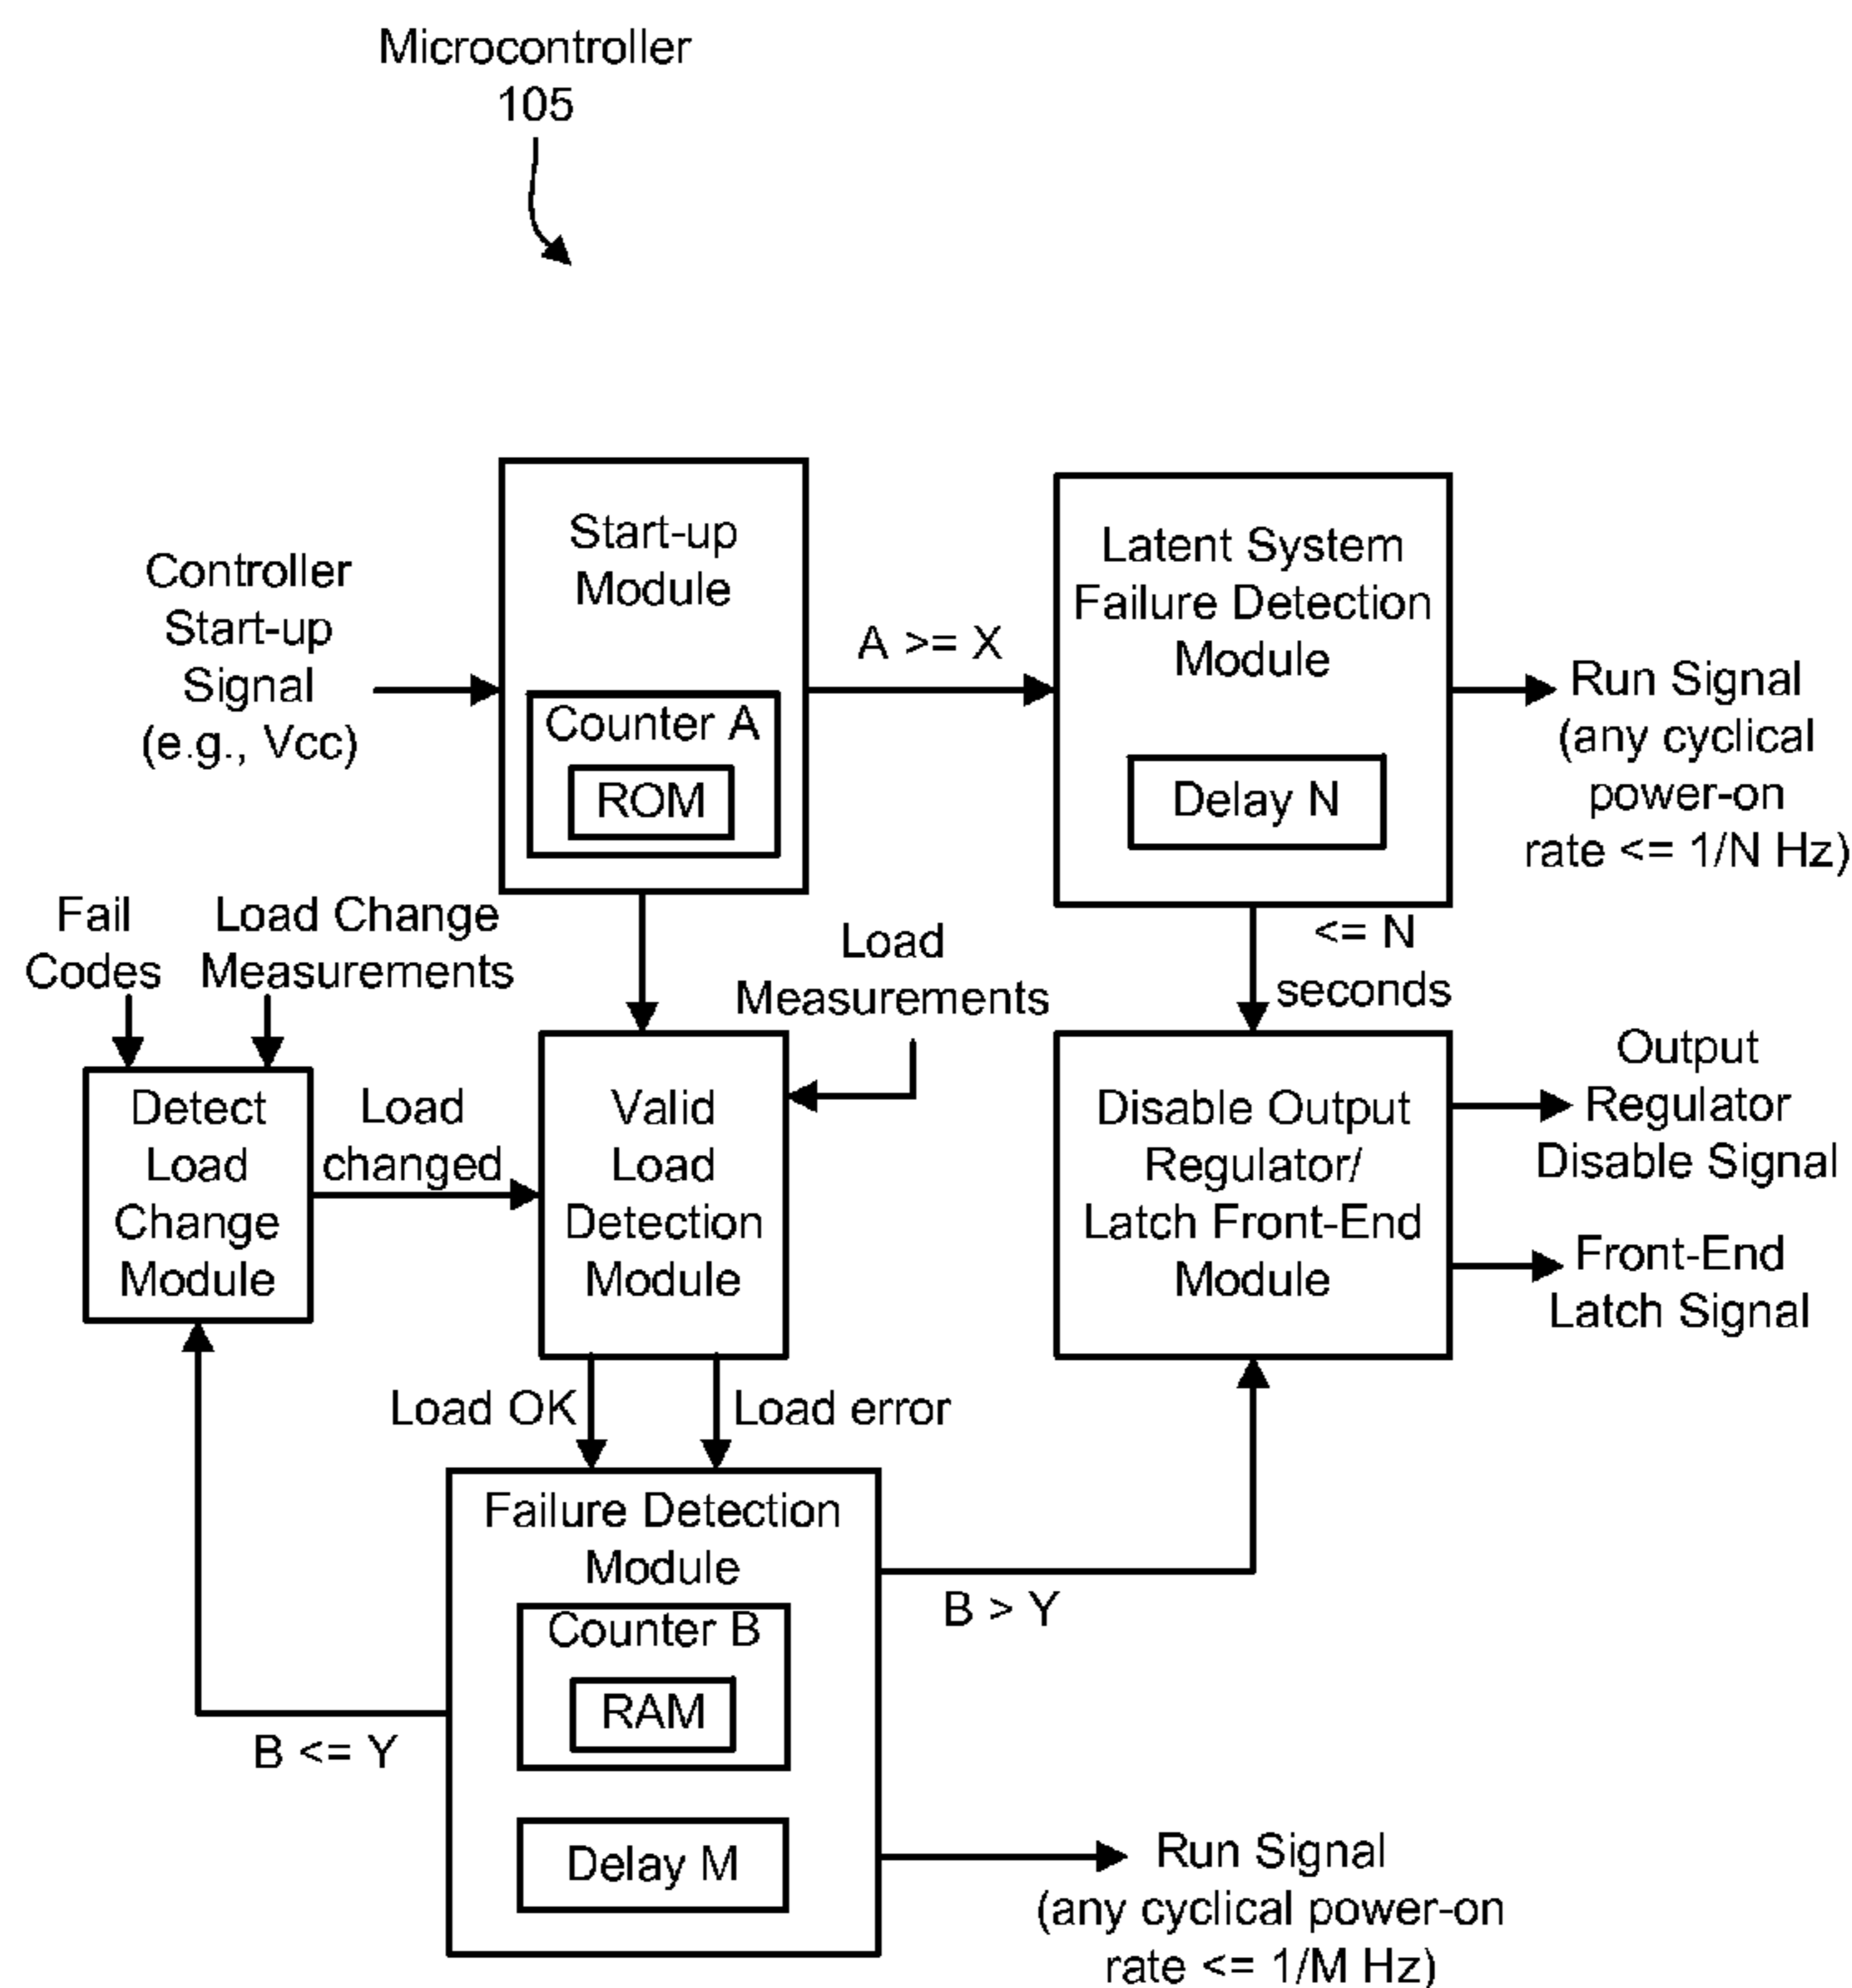 Microcontroller
105
Controller
Start-up
Signal
(e.g., Vcc)
Start-up
Module
Counter A
ROM
A >= X
Latent System
Failure Detection
Module
Delay N
Run Signal
(any cyclical
power-on
rate <= 1/N Hz)
Fail
Codes
Load Change
Measurements
Load
Measurements
<= N
seconds
Detect
Load
Change
Module
Load
changed
Valid
Load
Detection
Module
Disable Output
Regulator/
Latch Front-End
Module
Output
Regulator
Disable Signal
Front-End
Latch Signal
Load OK
Load error
Failure Detection
Module
Counter B
RAM
Delay M
B > Y
B <= Y
Run Signal
(any cyclical power-on
rate <= 1/M Hz)